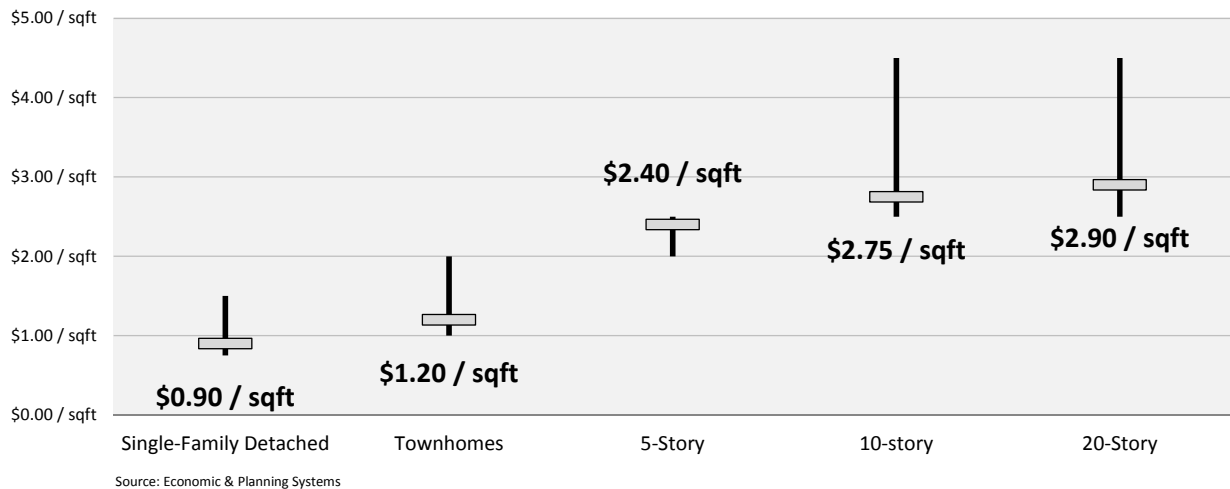 $5.00 / sqft
$4.00 / sqft
$3.00 / sqft
$2.40 / sqft
$2.00 / sqft
$2.75 / sqft
$2.90 / sqft
$1.00 / sqft
$0.90 / sqft
$1.20 / sqft
$0.00 / sqft
Single-Family Detached
Townhomes
5-Story
10-story
20-Story
Source: Economic & Planning Systems